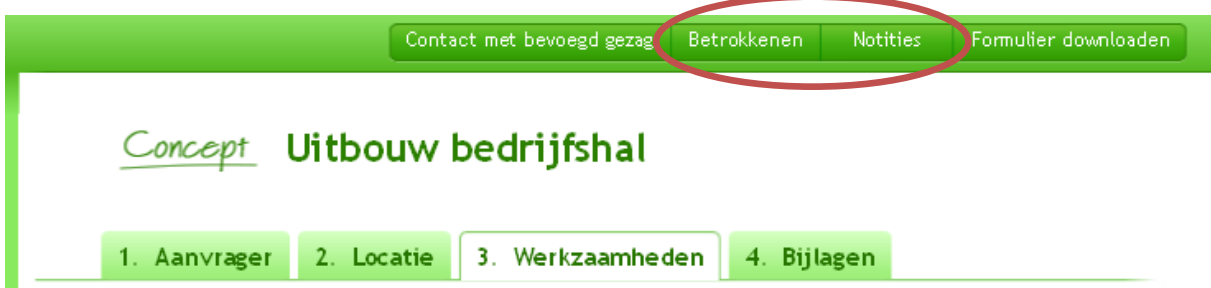 Contact met bevoegd gezag Betrokkenen Notities Formulier downloaden
Concept Uitbouw bedrijfshal
1. Aanvrager 2. Locatie 3. Werkzaamheden 4. Bijlagen